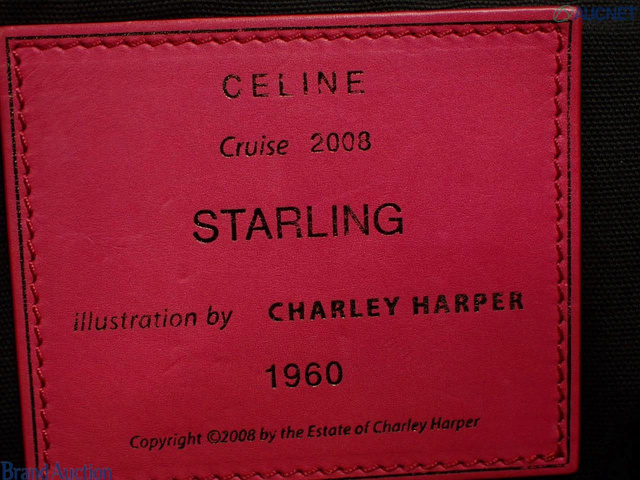 AUCNET
CELINE
Cruise 2008
STARLING
illustration by CHARLEY HARPER
1960
Copyright ©2008 by the Estate of Charley Harper
Brand Auction